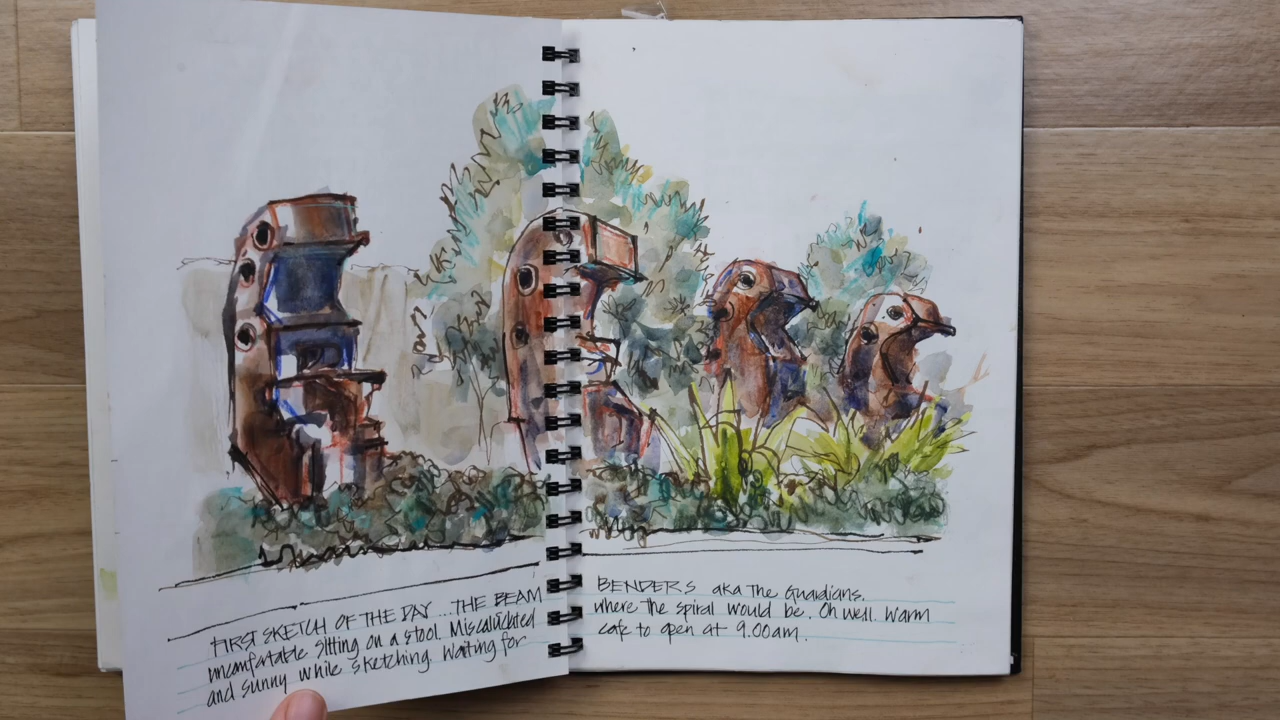 FIRST SKETCH OF THE DAY ... THE BEAM BENDERS aka The Guardians.
uncomfortable sitting on a stool. Miscalculated where the spiral would be. Oh well. Warm
and sunny while sketching. Waiting for cafe to open at 9.00am.